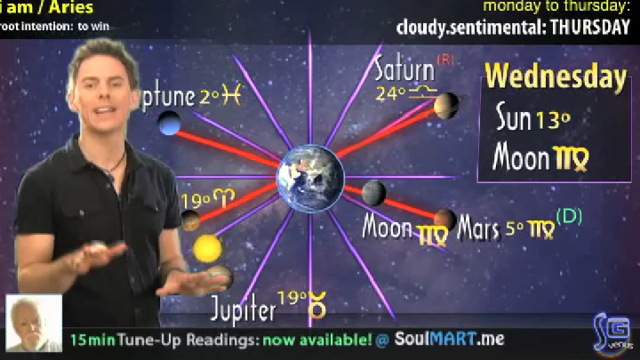 i am / Aries
root intention: to win
monday to thursday:
cloudy.sentimental: THURSDAY
Saturn (R)
24° ♎
ptune 2° ♓
Wednesday
Sun 13°
Moon ♍
19° ♈
Moon ♍ Mars 5° ♍ (D)
Jupiter 19° ♉
15min Tune-Up Readings: now available! @ SoulMART.me
SG